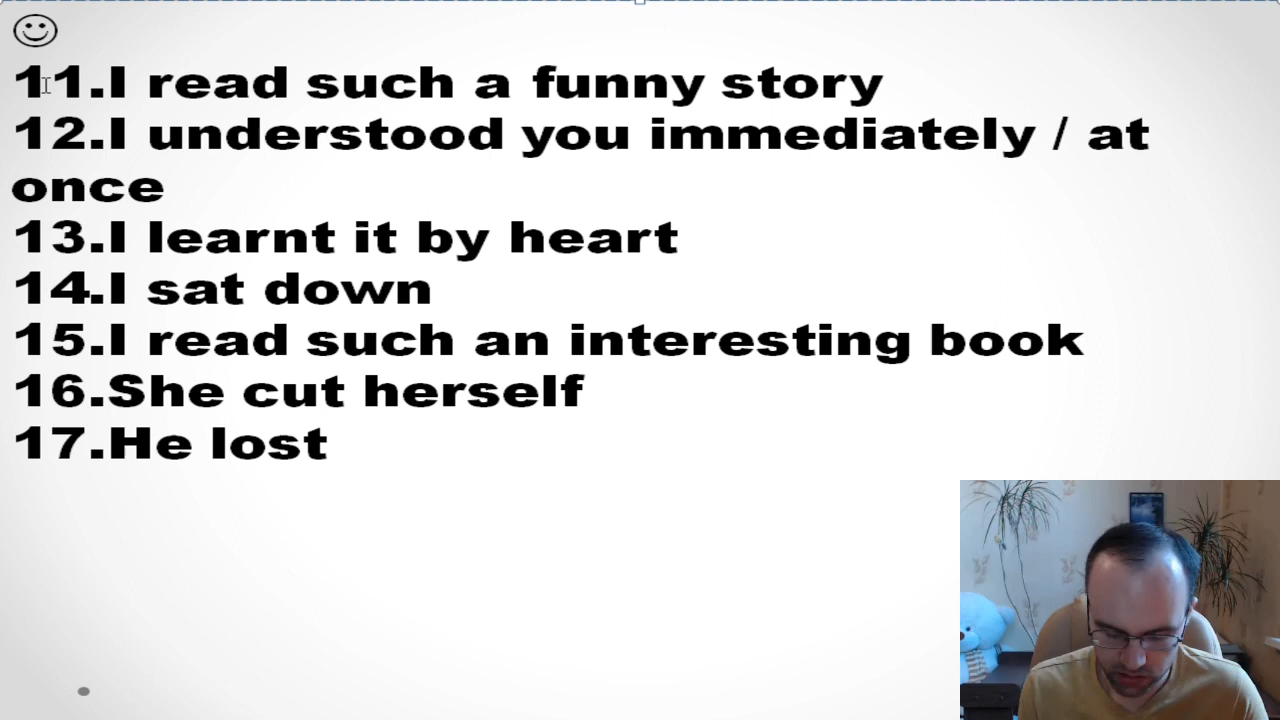 11.I read such a funny story
12.I understood you immediately / at
once
13.I learnt it by heart
14.I sat down
15.I read such an interesting book
16.She cut herself
17.He lost